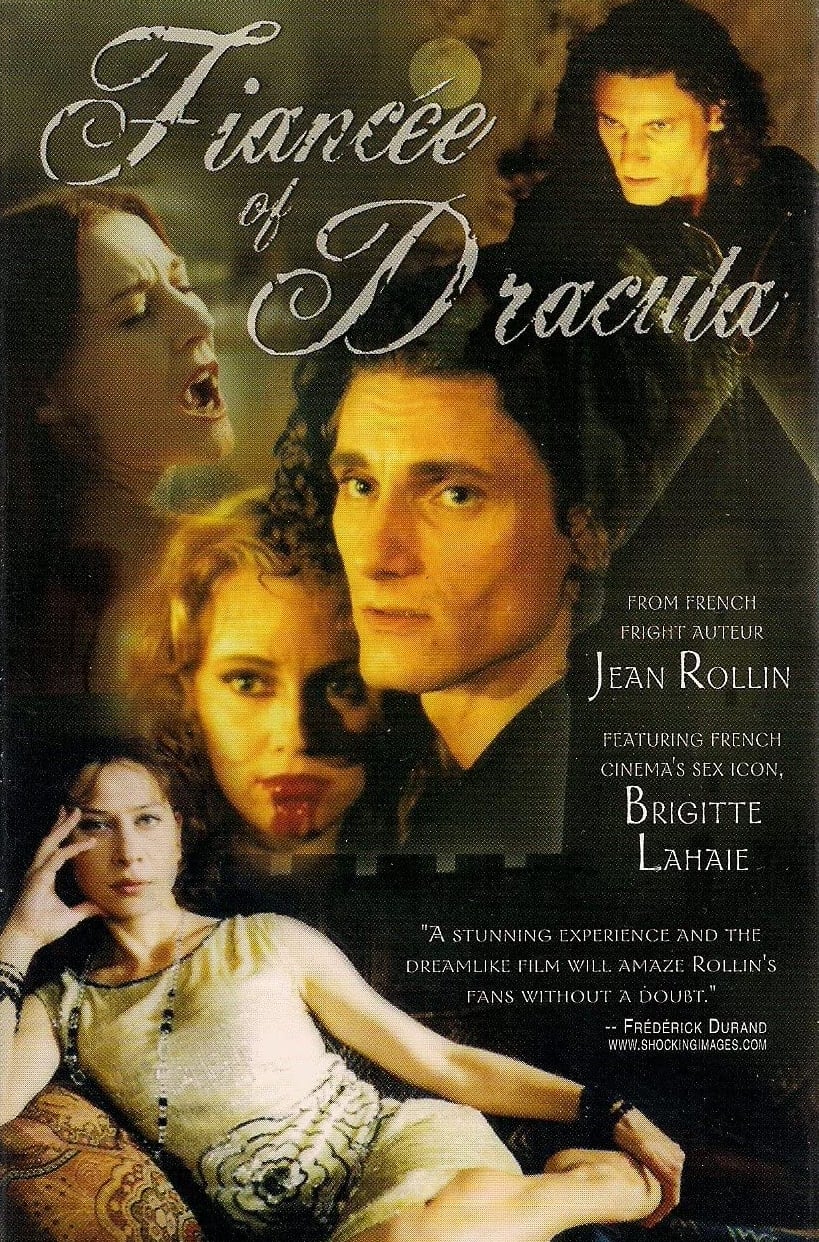 Fiancée
of
Dracula
FROM FRENCH
FRIGHT AUTEUR
JEAN ROLLIN
FEATURING FRENCH
CINEMA'S SEX ICON,
BRIGITTE
LAHAIE
"A STUNNING EXPERIENCE AND THE
DREAMLIKE FILM WILL AMAZE ROLLIN'S
FANS WITHOUT A DOUBT."
-- FRÉDÉRICK DURAND
WWW.SHOCKINGIMAGES.COM